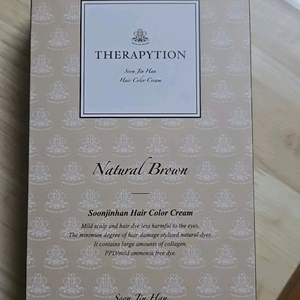 THERAPYTION
Soon Jin Han
Hair Color Cream
Natural Brown
Soonjinhan Hair Color Cream
Mild scalp and hair dye less harmful to the eyes.
The minimum degree of hair damage stylized natural dyes.
It contains large amounts of collagen.
PPD/mild ammonia free dye.
Soon Jin Han